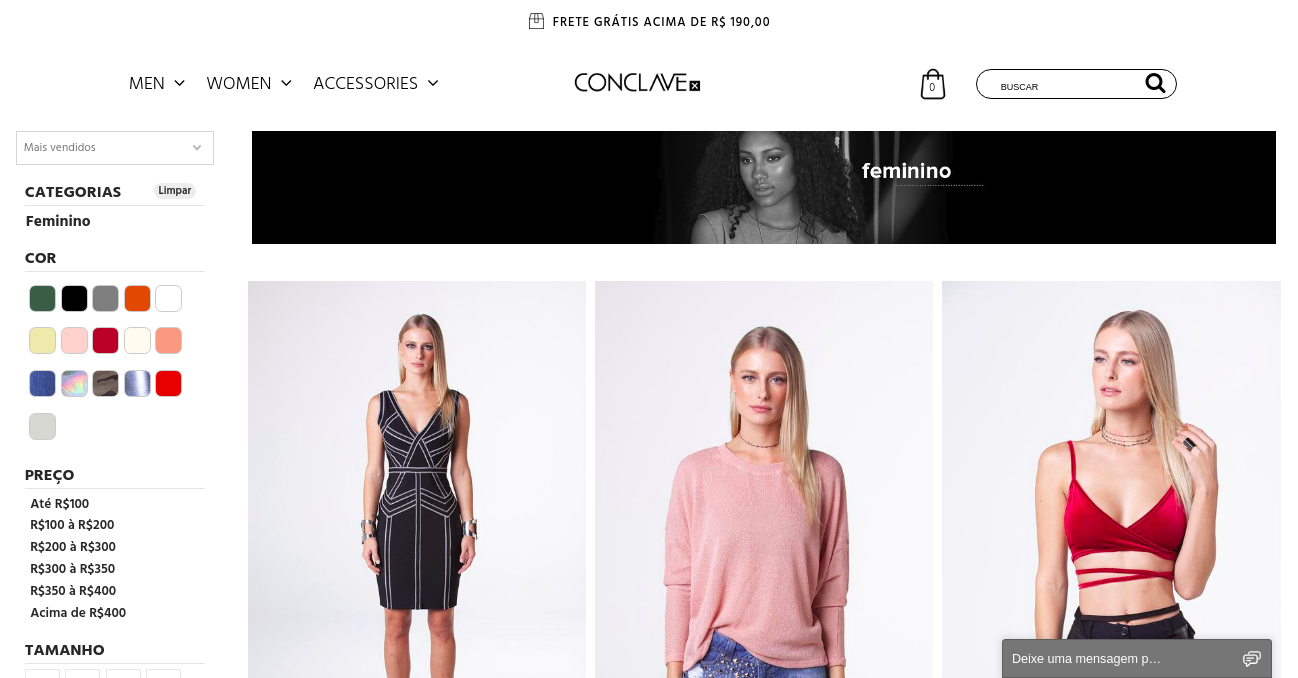 FRETE GRÁTIS ACIMA DE R$ 190,00
MEN WOMEN ACCESSORIES
CONCLAVE
0
BUSCAR
Mais vendidos
CATEGORIAS Limpar
Feminino
COR
PREÇO
Até R$100
R$100 à R$200
R$200 à R$300
R$300 à R$350
R$350 à R$400
Acima de R$400
TAMANHO
feminino
Deixe uma mensagem p...